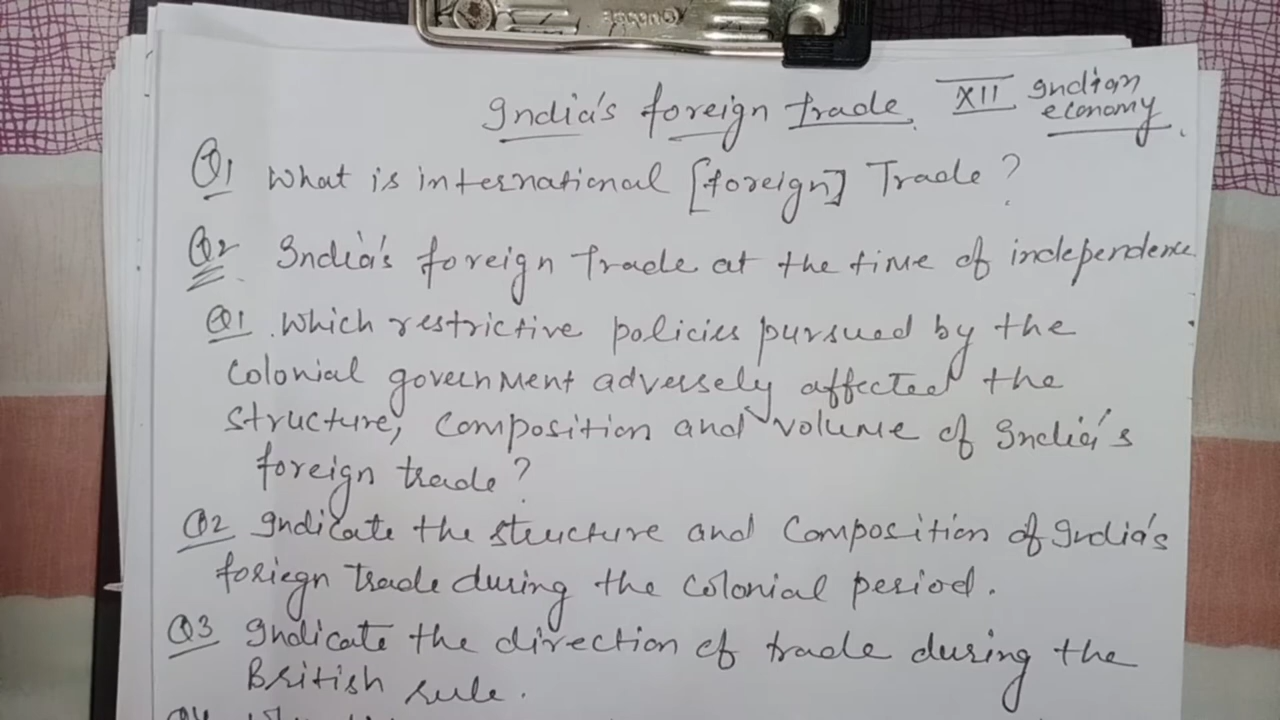 India's foreign trade. XII Indian
economy.
Q1 What is international [foreign] Trade?
Q2 India's foreign Trade at the time of independence
Q1. Which restrictive policies pursued by the
Colonial government adversely affected the
structure, Composition and volume of India's
foreign trade?
Q2 Indicate the structure and Composition of India's
foriegn trade during the colonial period.
Q3 Indicate the direction of trade during the
British rule.
Q4